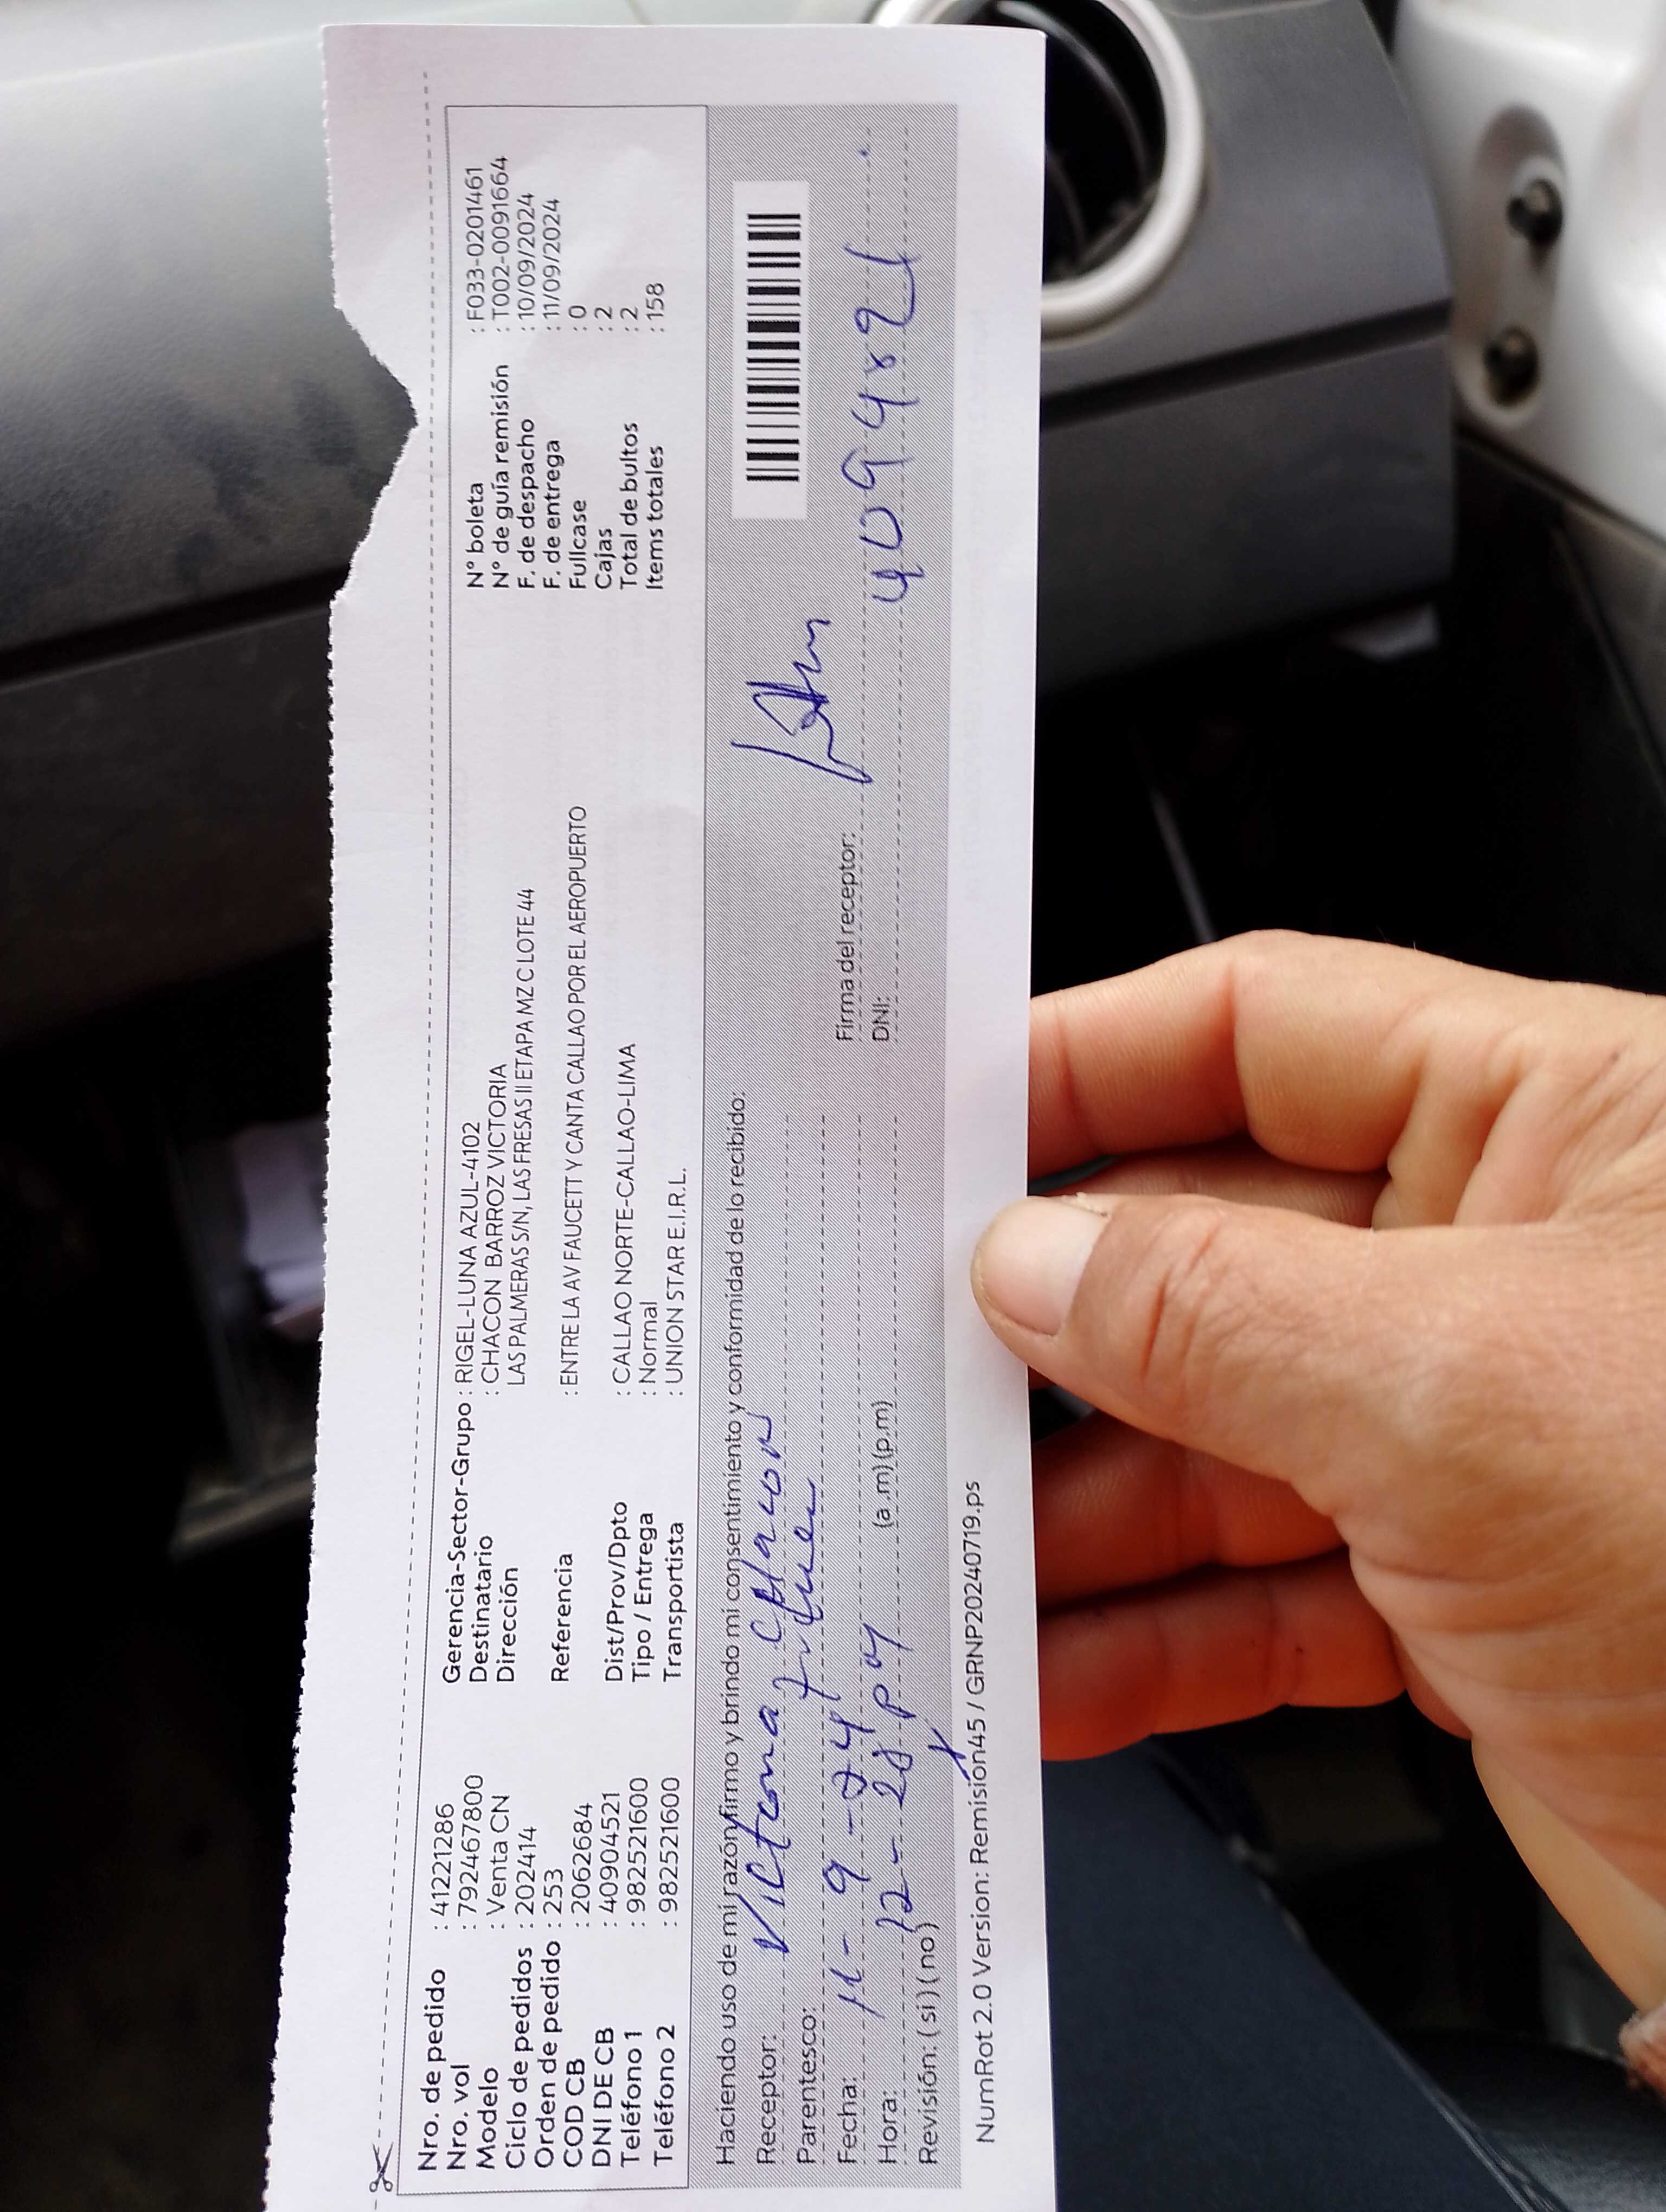 Nro. de pedido : 41221286
Nro. vol : 792467800
Modelo : Venta CN
Ciclo de pedidos : 202414
Orden de pedido : 253
COD CB : 2062684
DNI DE CB : 40904521
Teléfono 1 : 982521600
Teléfono 2 : 982521600
Gerencia-Sector-Grupo : RIGEL-LUNA AZUL-4102
Destinatario : CHACON BARROZ VICTORIA
Dirección LAS PALMERAS S/N, LAS FRESAS II ETAPA MZ C LOTE 44
Referencia : ENTRE LA AV FAUCETT Y CANTA CALLAO POR EL AEROPUERTO
Dist/Prov/Dpto : CALLAO NORTE-CALLAO-LIMA
Tipo / Entrega : Normal
Transportista : UNION STAR E.I.R.L.
N° boleta : F033-0201461
N° de guía remisión : T002-0091664
F. de despacho : 10/09/2024
F. de entrega : 11/09/2024
Fullcase : 0
Cajas : 2
Total de bultos : 2
Items totales : 158
Haciendo uso de mi razón firmo y brindo mi consentimiento y conformidad de lo recibido:
Receptor: Victoria Chacon
Parentesco:
Fecha: 11-9-24
Hora: (a.m) (p.m)
Revisión: (si) (no)
Firma del receptor:
DNI:
NumRot 2.0 Version: Remision45 / GRNP20240719.ps